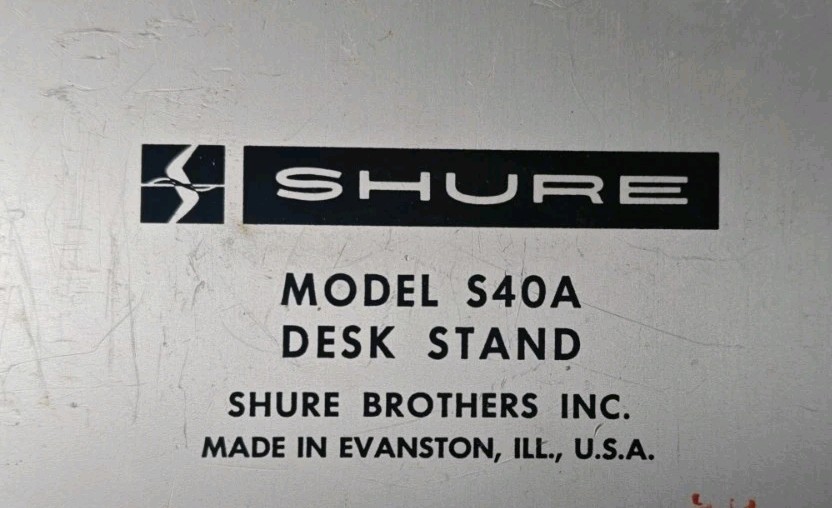 SHURE
MODEL S40A
DESK STAND
SHURE BROTHERS INC.
MADE IN EVANSTON, ILL., U.S.A.